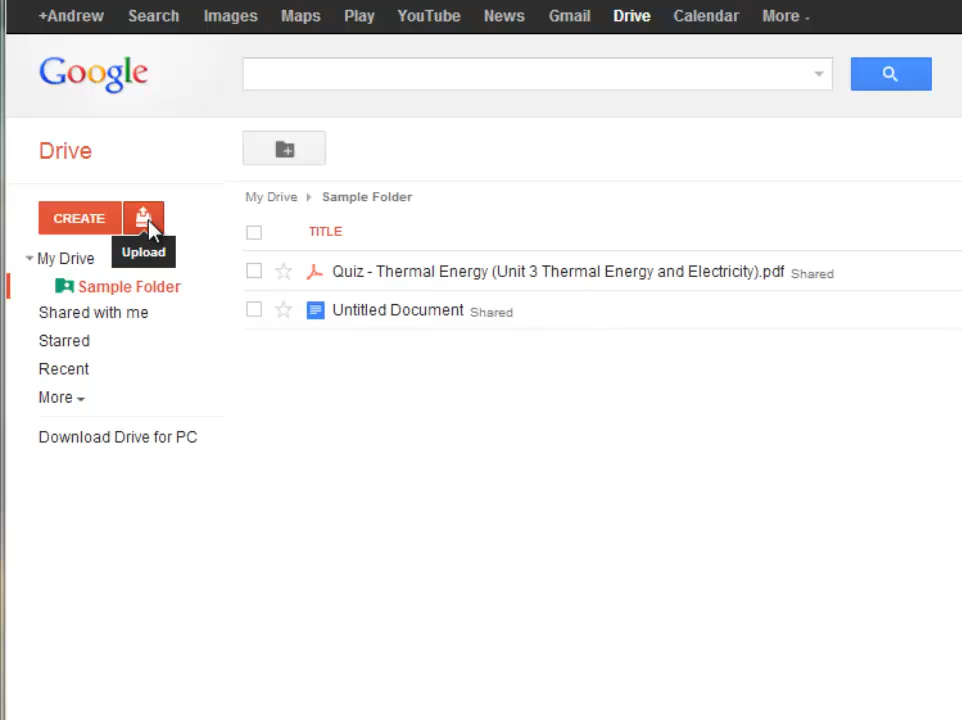 +Andrew Search Images Maps Play YouTube News Gmail Drive Calendar More
Google
Drive
My Drive Sample Folder
CREATE
Upload
TITLE
My Drive
Sample Folder
Shared with me
Starred
Recent
More
Download Drive for PC
Quiz - Thermal Energy (Unit 3 Thermal Energy and Electricity).pdf Shared
Untitled Document Shared